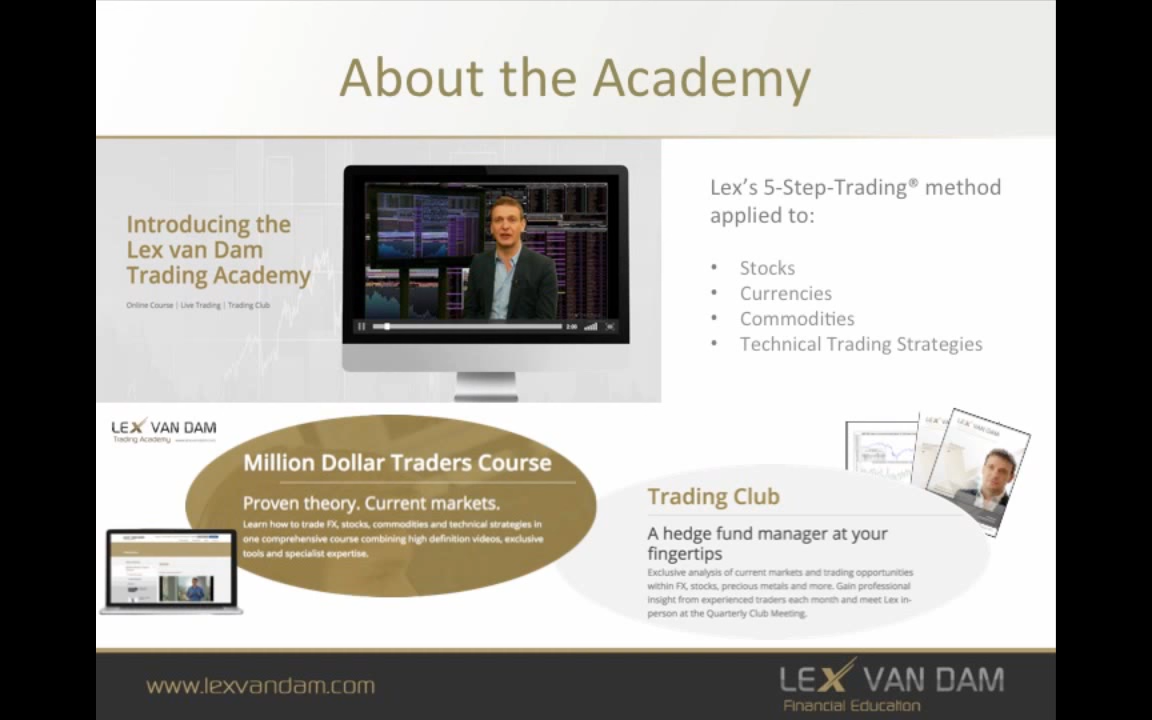 About the Academy
Introducing the
Lex van Dam
Trading Academy
Online Course | Live Trading | Trading Club
2:00
Lex's 5-Step-Trading® method
applied to:
• Stocks
• Currencies
• Commodities
• Technical Trading Strategies
LEX VAN DAM
Trading Academy
Million Dollar Traders Course
Proven theory. Current markets.
Learn how to trade FX, stocks, commodities and technical strategies in
one comprehensive course combining high definition videos, exclusive
tools and specialist expertise.
LEX VAN DAM
Trading Club
A hedge fund manager at your
fingertips
Exclusive analysis of current markets and trading opportunities
within FX, stocks, precious metals and more. Gain professional
insight from experienced traders each month and meet Lex in-
person at the Quarterly Club Meeting.
www.lexvandam.com
LEX VAN DAM
Financial Education